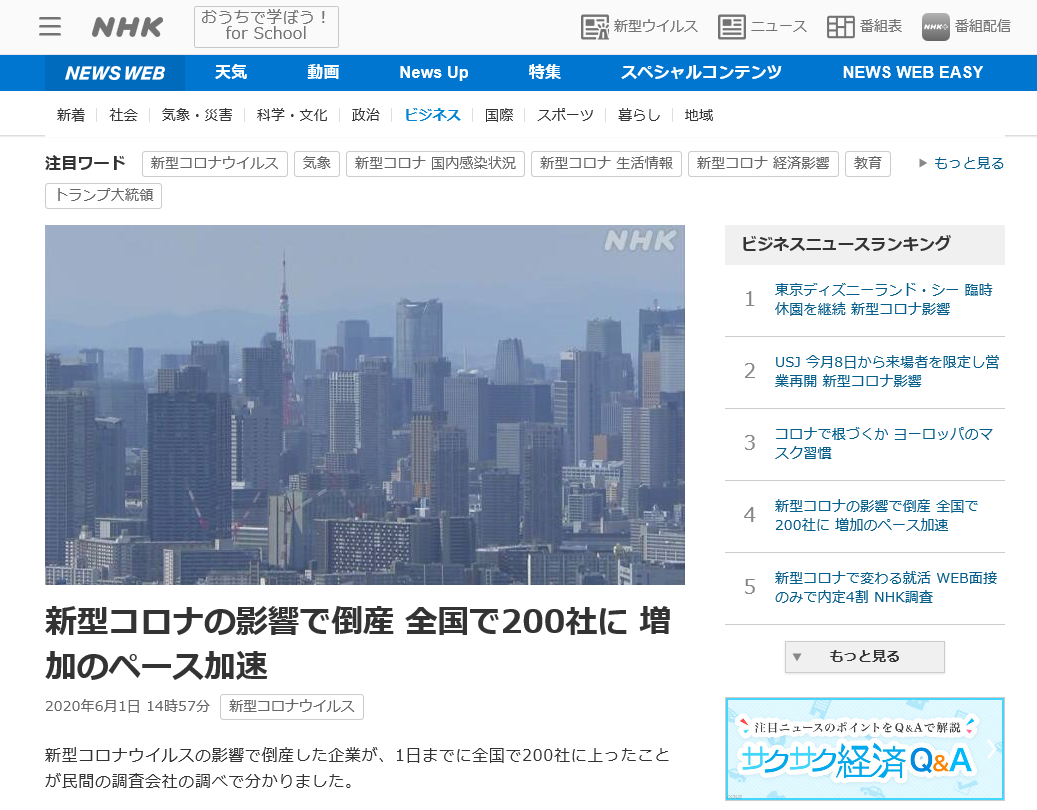 NHK
おうちで学ぼう！
for School
新型ウイルス
ニュース
番組表
NHK+
番組配信
NEWS WEB
天気
動画
News Up
特集
スペシャルコンテンツ
NEWS WEB EASY
新着
社会
気象・災害
科学・文化
政治
ビジネス
国際
スポーツ
暮らし
地域
注目ワード
新型コロナウイルス
気象
新型コロナ 国内感染状況
新型コロナ 生活情報
新型コロナ 経済影響
教育
もっと見る
トランプ大統領
NHK
新型コロナの影響で倒産 全国で200社に 増
加のペース加速
2020年6月1日 14時57分
新型コロナウイルス
新型コロナウイルスの影響で倒産した企業が、1日までに全国で200社に上ったこと
が民間の調査会社の調べで分かりました。
ビジネスニュースランキング
1
東京ディズニーランド・シー 臨時
休園を継続 新型コロナ影響
2
USJ 今月8日から来場者を限定し営
業再開 新型コロナ影響
3
コロナで根づくか ヨーロッパのマ
スク習慣
4
新型コロナの影響で倒産 全国で
200社に 増加のペース加速
5
新型コロナで変わる就活 WEB面接
のみで内定4割 NHK調査
もっと見る
注目ニュースのポイントをQ&Aで解説
サクサク経済Q&A